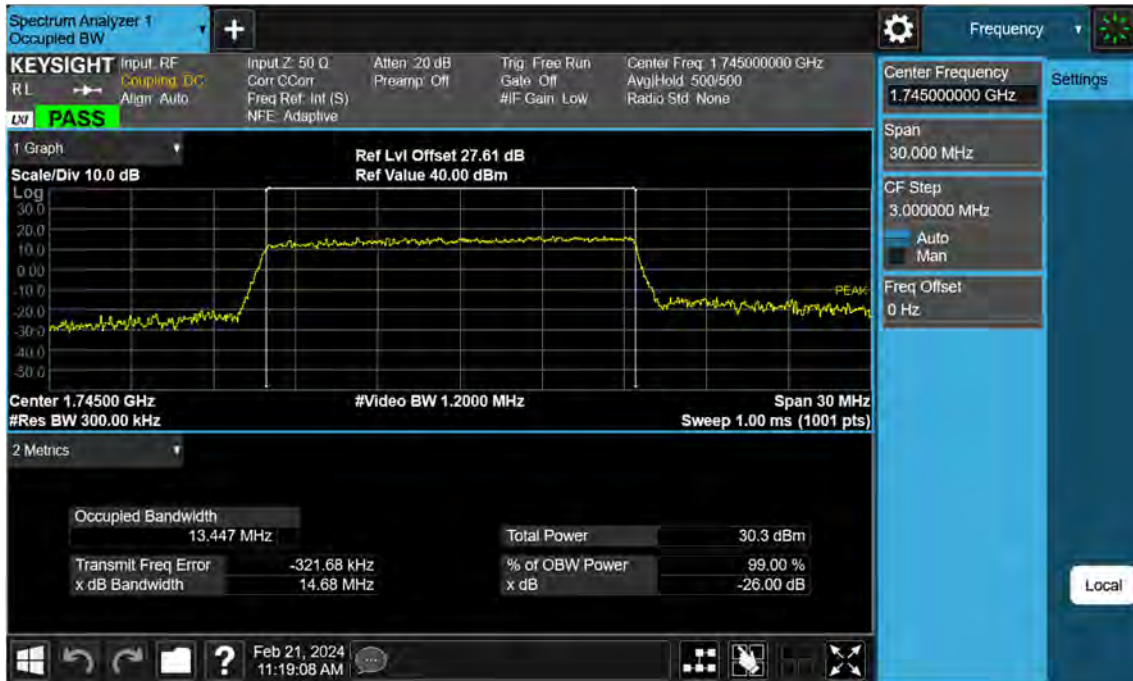 Spectrum Analyzer 1
Occupied BW
+
Frequency
KEYSIGHT
Input: RF
Coupling: DC
Align: Auto
Input Z: 50 Ω
Corr CCorr
Freq Ref: Int (S)
NFE: Adaptive
Atten: 20 dB
Preamp: Off
Trig: Free Run
Gate: Off
#IF Gain: Low
Center Freq: 1.745000000 GHz
Avg|Hold: 500/500
Radio Std: None
RL
LXI
PASS
Center Frequency
1.745000000 GHz
Settings
Span
30.000 MHz
CF Step
3.000000 MHz
Auto
Man
Freq Offset
0 Hz
1 Graph
Ref Lvl Offset 27.61 dB
Scale/Div 10.0 dB
Ref Value 40.00 dBm
Log
30.0
20.0
10.0
0.00
-10.0
-20.0
-30.0
-40.0
-50.0
PEAK
Center 1.74500 GHz
#Video BW 1.2000 MHz
Span 30 MHz
#Res BW 300.00 kHz
Sweep 1.00 ms (1001 pts)
2 Metrics
Occupied Bandwidth
13.447 MHz
Total Power 30.3 dBm
Transmit Freq Error -321.68 kHz
% of OBW Power 99.00 %
x dB Bandwidth 14.68 MHz
x dB -26.00 dB
Local
?
Feb 21, 2024
11:19:08 AM